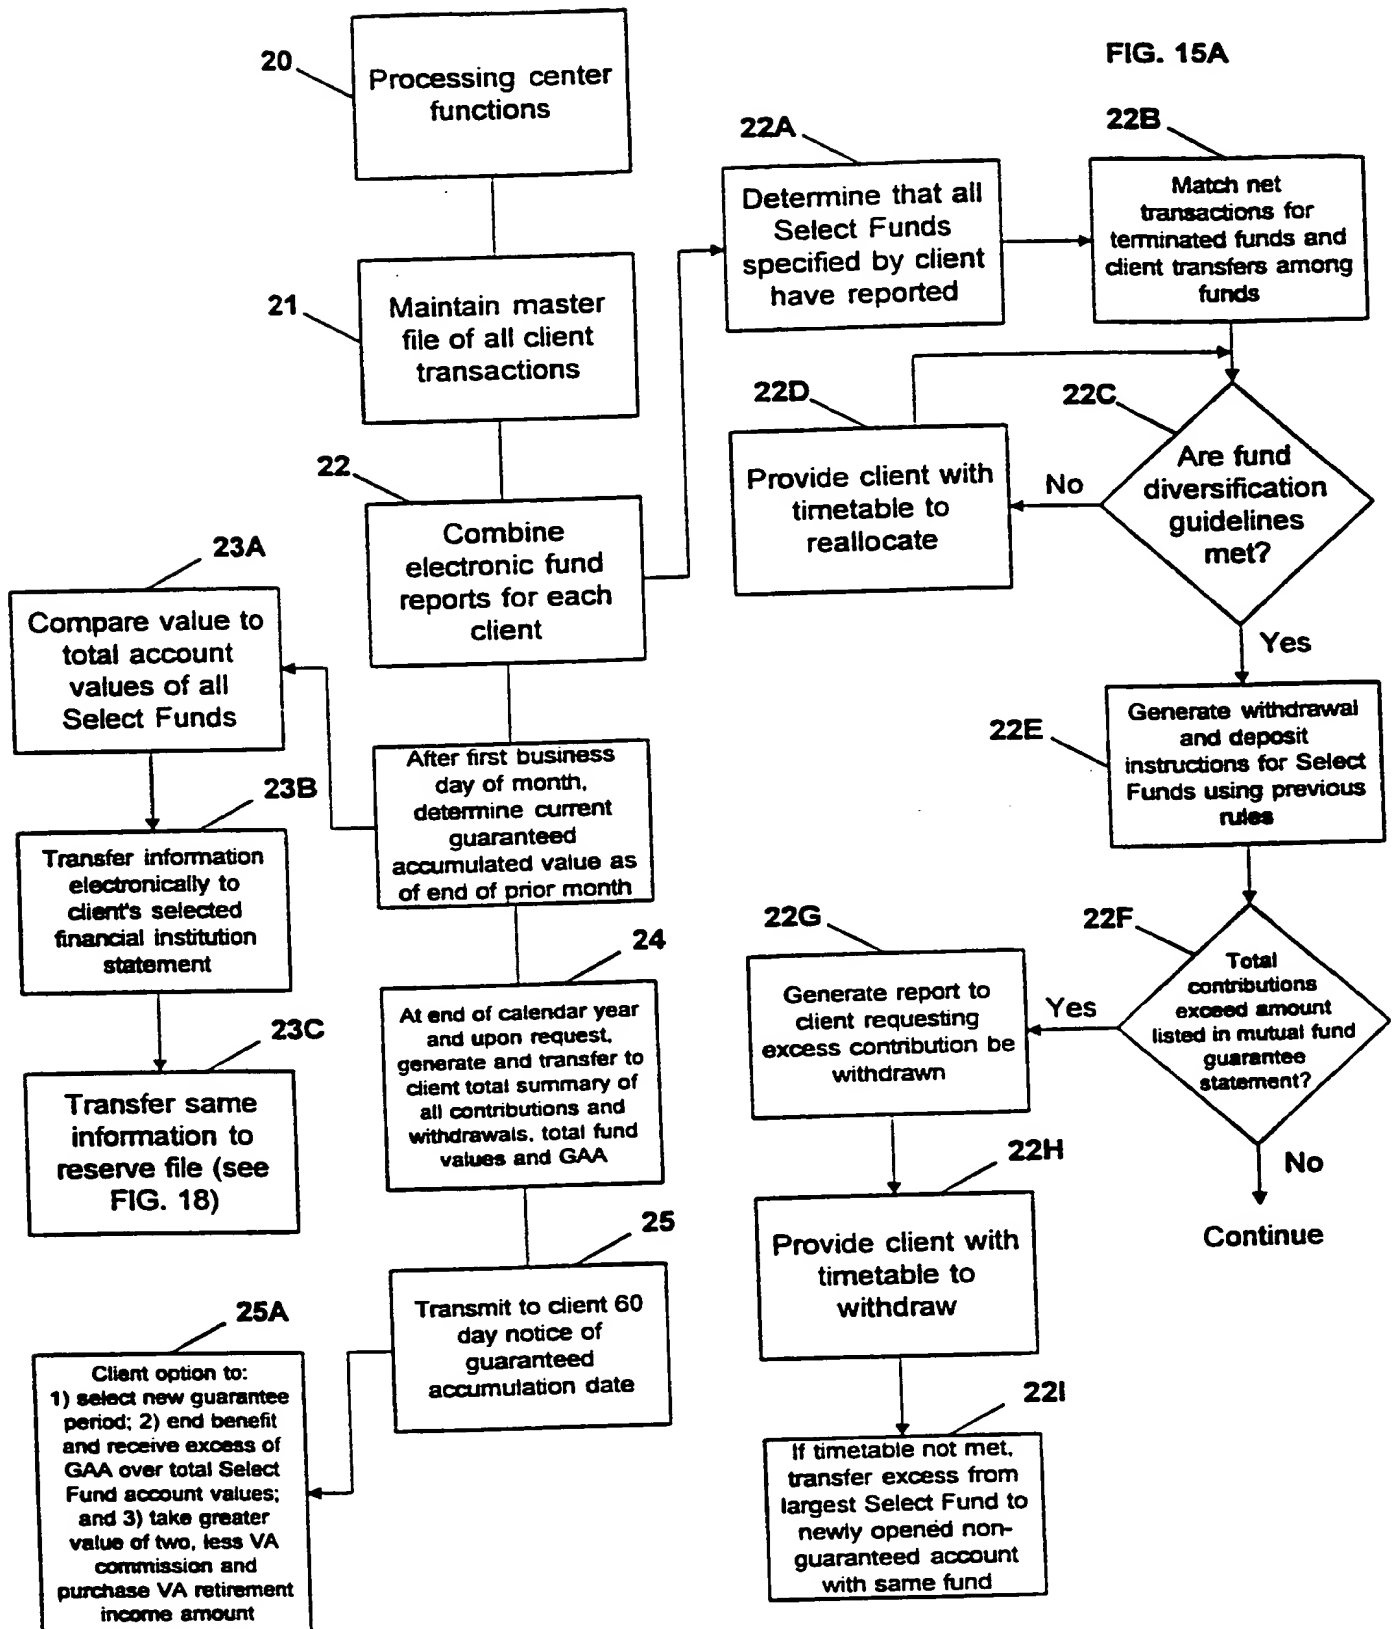 FIG. 15A
20
Processing center
functions
21
Maintain master
file of all client
transactions
22
Combine
electronic fund
reports for each
client
22A
Determine that all
Select Funds
specified by client
have reported
22B
Match net
transactions for
terminated funds and
client transfers among
funds
22C
Are fund
diversification
guidelines
met?
No
Yes
22D
Provide client with
timetable to
reallocate
22E
Generate withdrawal
and deposit
instructions for Select
Funds using previous
rules
22F
Total
contributions
exceed amount
listed in mutual fund
guarantee
statement?
Yes
No
Continue
22G
Generate report to
client requesting
excess contribution be
withdrawn
22H
Provide client with
timetable to
withdraw
22I
If timetable not met,
transfer excess from
largest Select Fund to
newly opened non-
guaranteed account
with same fund
After first business
day of month,
determine current
guaranteed
accumulated value as
of end of prior month
23A
Compare value to
total account
values of all
Select Funds
23B
Transfer information
electronically to
client's selected
financial institution
statement
23C
Transfer same
information to
reserve file (see
FIG. 18)
24
At end of calendar year
and upon request,
generate and transfer to
client total summary of
all contributions and
withdrawals, total fund
values and GAA
25
Transmit to client 60
day notice of
guaranteed
accumulation date
25A
Client option to:
1) select new guarantee
period; 2) end benefit
and receive excess of
GAA over total Select
Fund account values;
and 3) take greater
value of two, less VA
commission and
purchase VA retirement
income amount